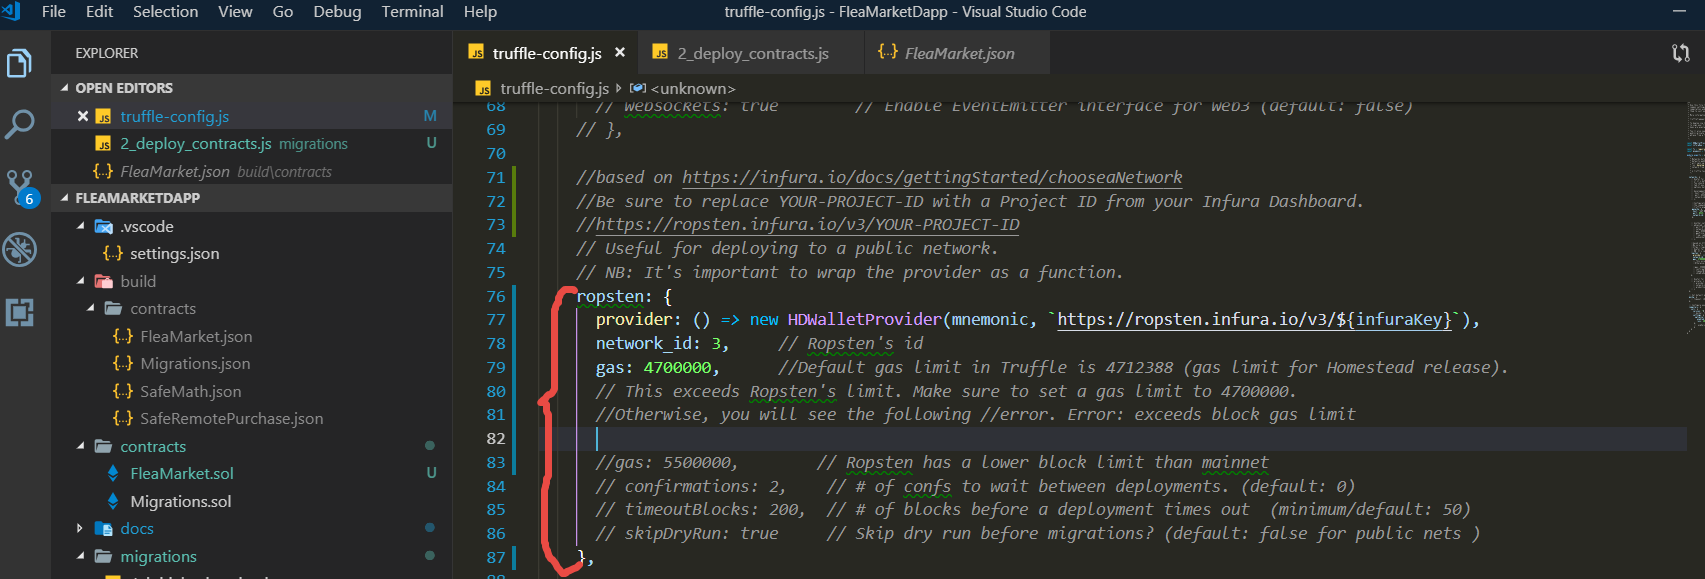 File Edit Selection View Go Debug Terminal Help truffle-config.js - FleaMarketDapp - Visual Studio Code
EXPLORER
OPEN EDITORS
truffle-config.js M
2_deploy_contracts.js migrations U
FleaMarket.json build\contracts
FLEAMARKETDAPP
.vscode
settings.json
build
contracts
FleaMarket.json
Migrations.json
SafeMath.json
SafeRemotePurchase.json
contracts
FleaMarket.sol U
Migrations.sol
docs
migrations
6
truffle-config.js 2_deploy_contracts.js FleaMarket.json
truffle-config.js <unknown>
68 // websockets: true // Enable EventEmitter interface for web3 (default: false)
69 // },
70
71 //based on https://infura.io/docs/gettingStarted/chooseaNetwork
72 //Be sure to replace YOUR-PROJECT-ID with a Project ID from your Infura Dashboard.
73 //https://ropsten.infura.io/v3/YOUR-PROJECT-ID
74 // Useful for deploying to a public network.
75 // NB: It's important to wrap the provider as a function.
76 ropsten: {
77 provider: () => new HDWalletProvider(mnemonic, `https://ropsten.infura.io/v3/${infuraKey}`),
78 network_id: 3, // Ropsten's id
79 gas: 4700000, //Default gas limit in Truffle is 4712388 (gas limit for Homestead release).
80 // This exceeds Ropsten's limit. Make sure to set a gas limit to 4700000.
81 //Otherwise, you will see the following //error. Error: exceeds block gas limit
82
83 //gas: 5500000, // Ropsten has a lower block limit than mainnet
84 // confirmations: 2, // # of confs to wait between deployments. (default: 0)
85 // timeoutBlocks: 200, // # of blocks before a deployment times out (minimum/default: 50)
86 // skipDryRun: true // Skip dry run before migrations? (default: false for public nets )
87 },